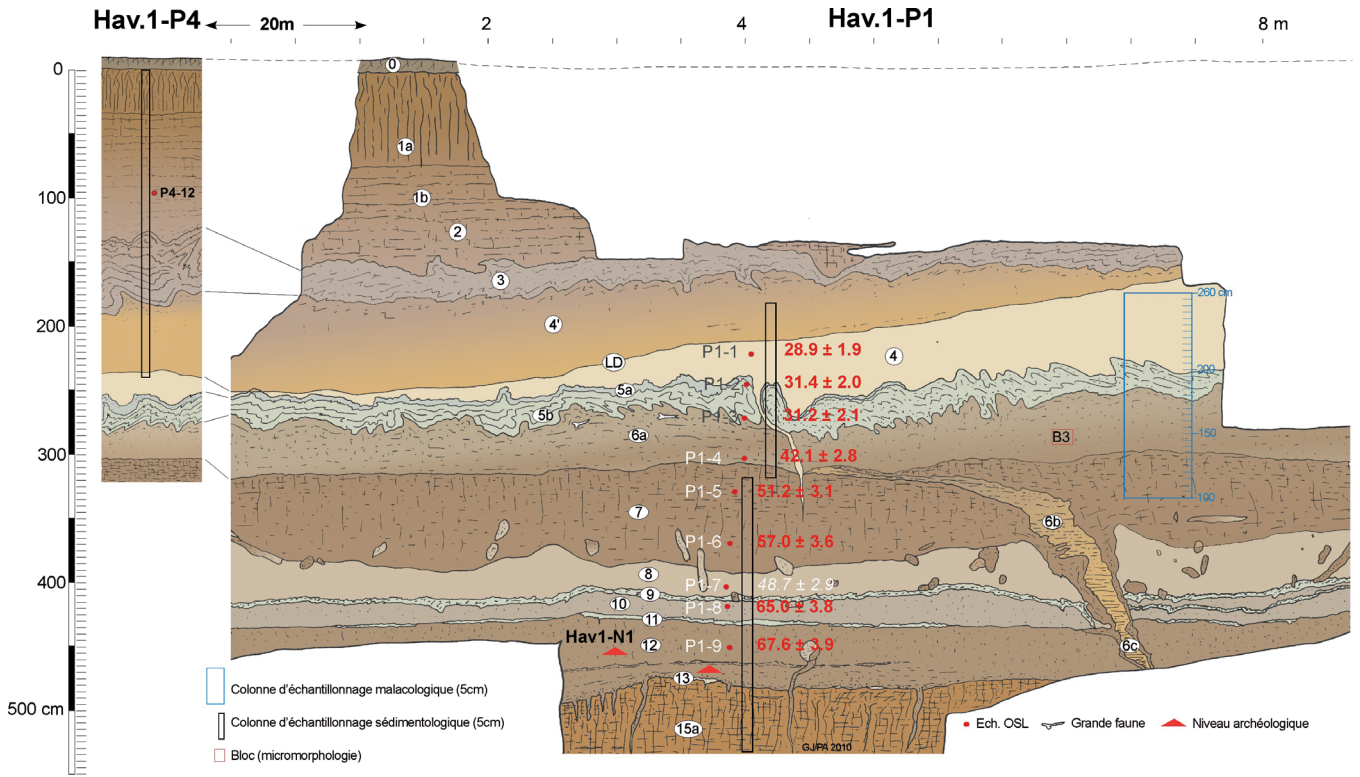 Hav.1-P4
20m
2
4
Hav.1-P1
8 m
0
0
1a
P4-12
100
1b
2
3
260 cm
200
4'
P1-1
28.9 ± 1.9
4
LD
200
P1-2
31.4 ± 2.0
5a
5b
P1-3
31.2 ± 2.1
6a
B3
150
300
P1-4
42.1 ± 2.8
P1-5
51.2 ± 3.1
100
7
6b
P1-6
57.0 ± 3.6
8
400
P1-7
48.7 ± 2.9
9
10
P1-8
65.0 ± 3.8
11
Hav1-N1
12
P1-9
67.6 ± 3.9
6c
13
Colonne d'échantillonnage malacologique (5cm)
500 cm
Colonne d'échantillonnage sédimentologique (5cm)
15a
Ech. OSL
Grande faune
Niveau archéologique
GJ/PA 2010
Bloc (micromorphologie)